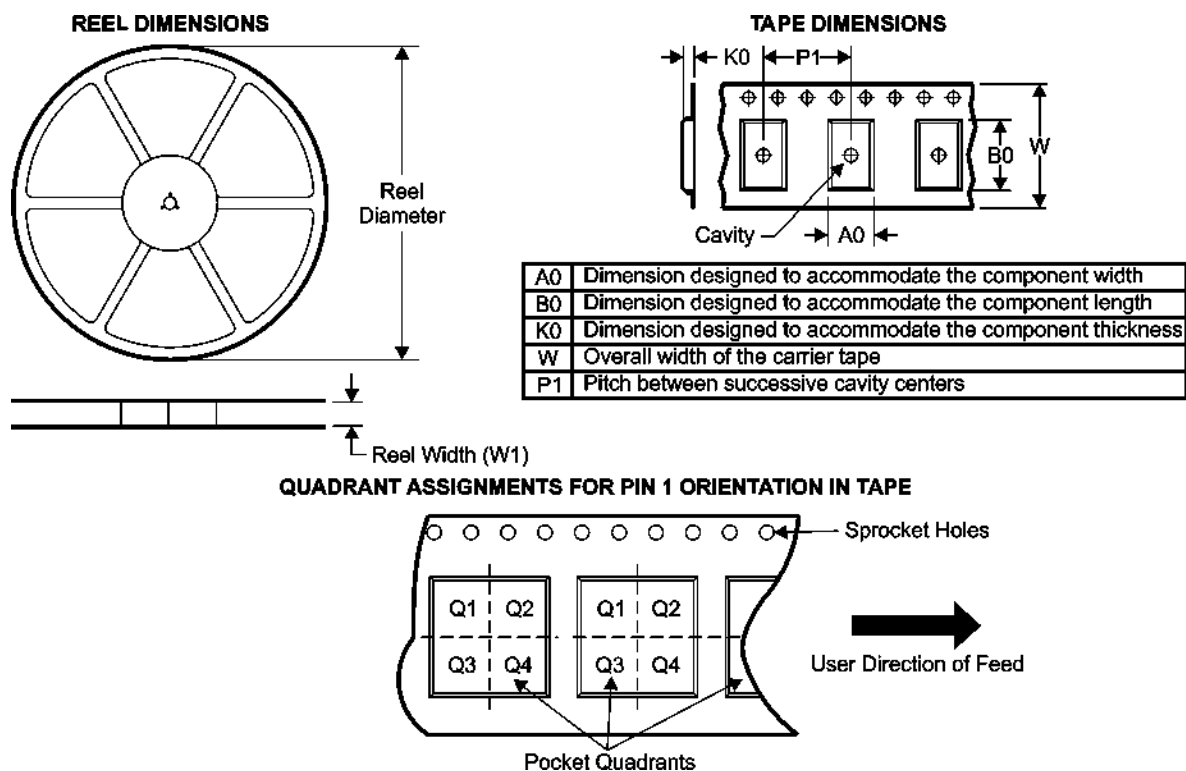 REEL DIMENSIONS
Reel
Diameter
Reel Width (W1)
TAPE DIMENSIONS
K0
P1
B0
W
Cavity
A0
A0 Dimension designed to accommodate the component width
B0 Dimension designed to accommodate the component length
K0 Dimension designed to accommodate the component thickness
W Overall width of the carrier tape
P1 Pitch between successive cavity centers
QUADRANT ASSIGNMENTS FOR PIN 1 ORIENTATION IN TAPE
Sprocket Holes
Q1 Q2 Q1 Q2
Q3 Q4 Q3 Q4
User Direction of Feed
Pocket Quadrants